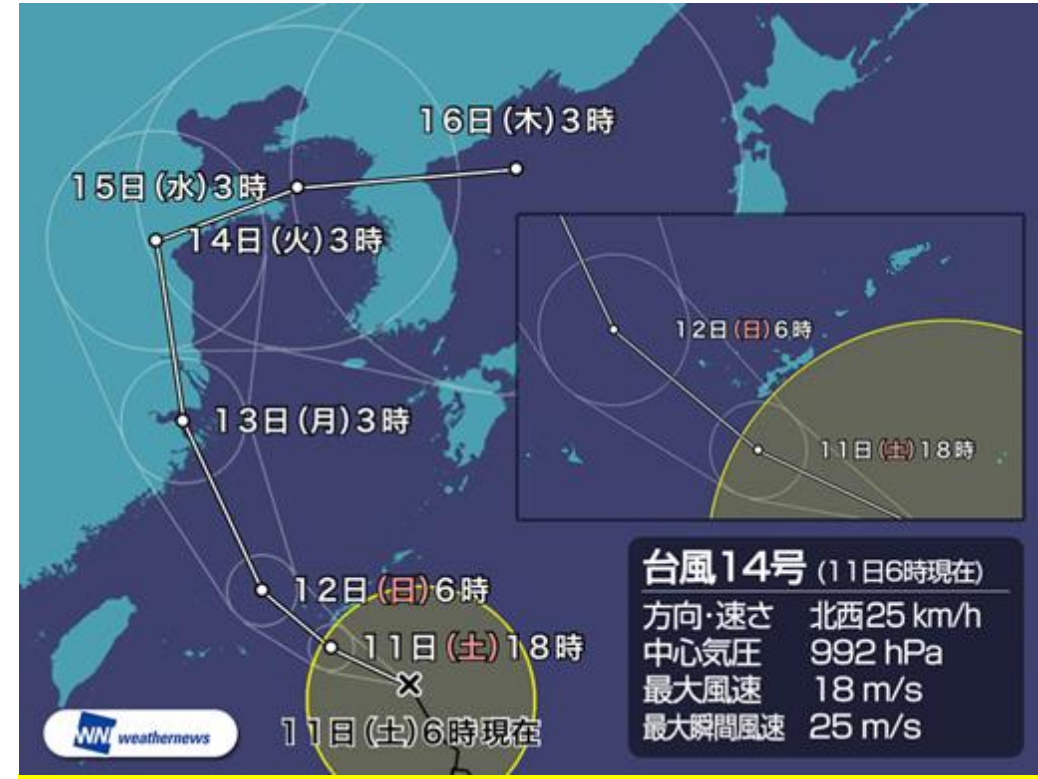 16日(木)3時
15日(水)3時
14日(火)3時
12日(日)6時
13日(月)3時
11日(土)18時
台風14号 (11日6時現在)
方向・速さ 北西25 km/h
中心気圧 992 hPa
最大風速 18 m/s
最大瞬間風速 25 m/s
12日(日)6時
11日(土)18時
11日(土)6時現在
WNI weathernews